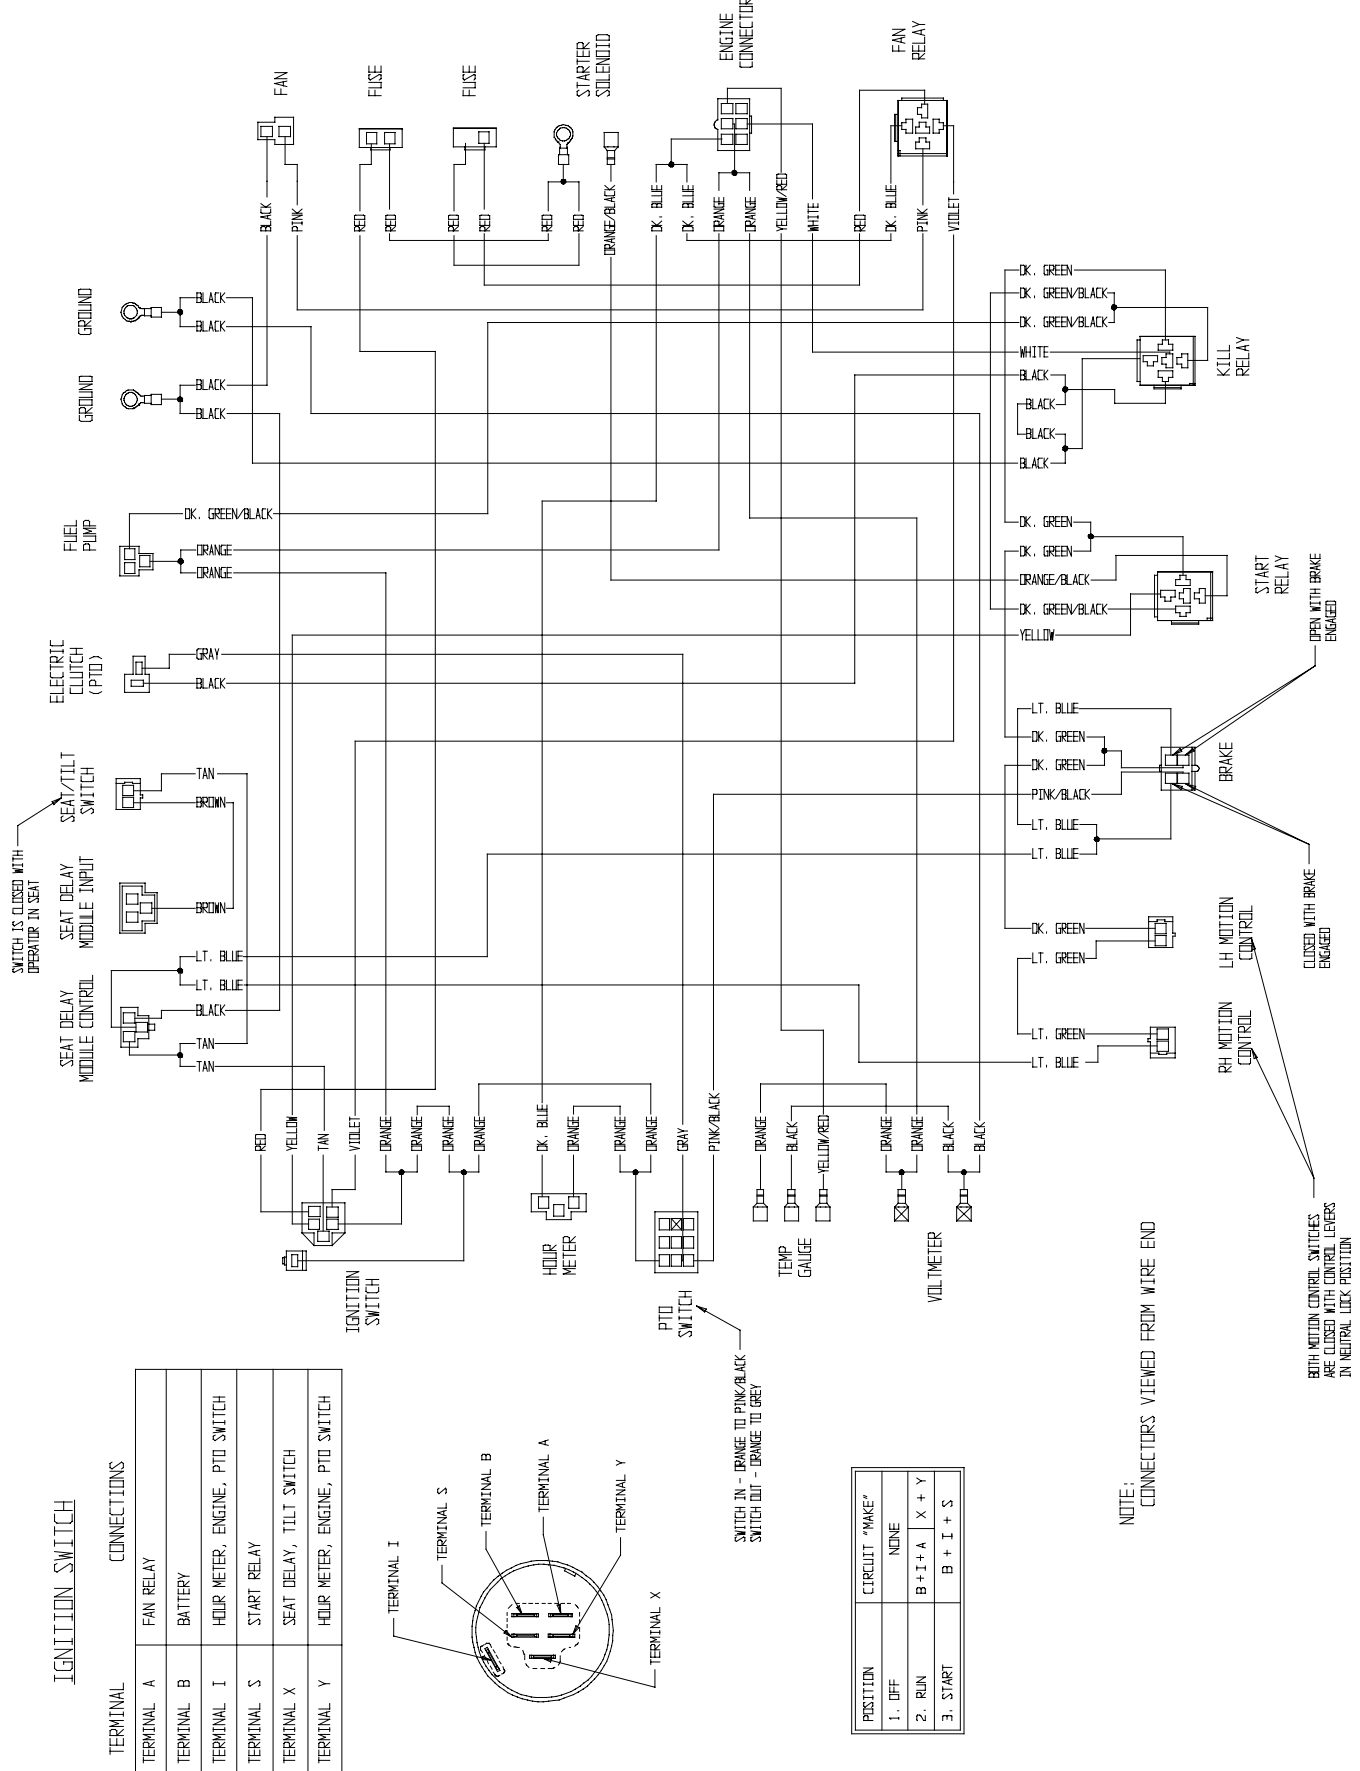 FAN
FUSE
FUSE
STARTER
SOLENOID
ENGINE
CONNECTOR
FAN
RELAY
BLACK
PINK
RED
RED
RED
RED
RED
RED
ORANGE/BLACK
DK. BLUE
DK. BLUE
ORANGE
ORANGE
YELLOW/RED
WHITE
RED
DK. BLUE
PINK
VIOLET
GROUND
BLACK
BLACK
GROUND
BLACK
BLACK
FUEL
PUMP
DK. GREEN/BLACK
ORANGE
ORANGE
ELECTRIC
CLUTCH
(PTO)
GRAY
BLACK
SEAT/TILT
SWITCH
TAN
BROWN
SWITCH IS CLOSED WITH
OPERATOR IN SEAT
SEAT DELAY
MODULE INPUT
BROWN
SEAT DELAY
MODULE CONTROL
LT. BLUE
LT. BLUE
BLACK
TAN
TAN
DK. GREEN
DK. GREEN/BLACK
DK. GREEN/BLACK
WHITE
BLACK
BLACK
BLACK
BLACK
KILL
RELAY
DK. GREEN
DK. GREEN
ORANGE/BLACK
DK. GREEN/BLACK
YELLOW
START
RELAY
OPEN WITH BRAKE
ENGAGED
LT. BLUE
DK. GREEN
DK. GREEN
PINK/BLACK
LT. BLUE
LT. BLUE
BRAKE
CLOSED WITH BRAKE
ENGAGED
DK. GREEN
LT. GREEN
LH MOTION
CONTROL
LT. GREEN
LT. BLUE
RH MOTION
CONTROL
BOTH MOTION CONTROL SWITCHES
ARE CLOSED WITH CONTROL LEVERS
IN NEUTRAL LOCK POSITION
RED
YELLOW
TAN
VIOLET
ORANGE
ORANGE
ORANGE
ORANGE
DK. BLUE
ORANGE
ORANGE
GRAY
PINK/BLACK
ORANGE
BLACK
YELLOW/RED
ORANGE
ORANGE
BLACK
BLACK
IGNITION
SWITCH
HOUR
METER
PTO
SWITCH
TEMP
GAUGE
VOLTMETER
SWITCH IN - ORANGE TO PINK/BLACK
SWITCH OUT - ORANGE TO GREY
NOTE:
CONNECTORS VIEWED FROM WIRE END
IGNITION SWITCH
TERMINAL CONNECTIONS
TERMINAL A FAN RELAY
TERMINAL B BATTERY
TERMINAL I HOUR METER, ENGINE, PTO SWITCH
TERMINAL S START RELAY
TERMINAL X SEAT DELAY, TILT SWITCH
TERMINAL Y HOUR METER, ENGINE, PTO SWITCH
TERMINAL I
TERMINAL S
TERMINAL B
TERMINAL A
TERMINAL Y
TERMINAL X
POSITION CIRCUIT "MAKE"
1. OFF NONE
2. RUN B+I+A X + Y
3. START B + I + S